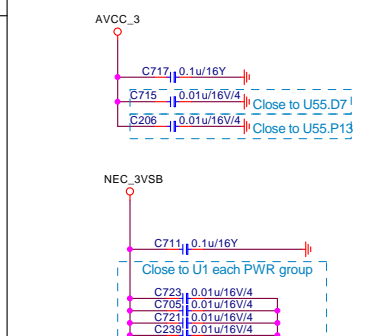 AVCC_3
C717 0.1u/16Y
C715 0.01u/16V/4 Close to U55.D7
C206 0.01u/16V/4 Close to U55.P13
NEC_3VSB
C711 0.1u/16Y
Close to U1 each PWR group
C723 0.01u/16V/4
C705 0.01u/16V/4
C721 0.01u/16V/4
C239 0.01u/16V/4